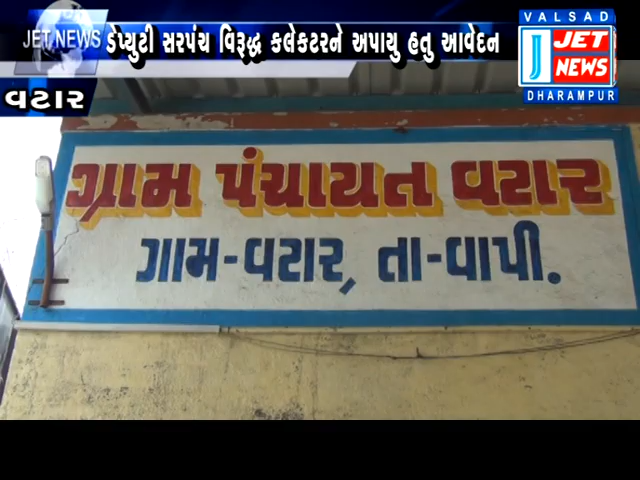 VALSAD
JET NEWS ડેપ્યુટી સરપંચ વિરૂદ્ધ કલેકટરને અપાયુ હતુ આવેદન
JET
NEWS
DHARAMPUR
વટાર
ગ્રામ પંચાયત વટાર
ગામ-વટાર, તા-વાપી.